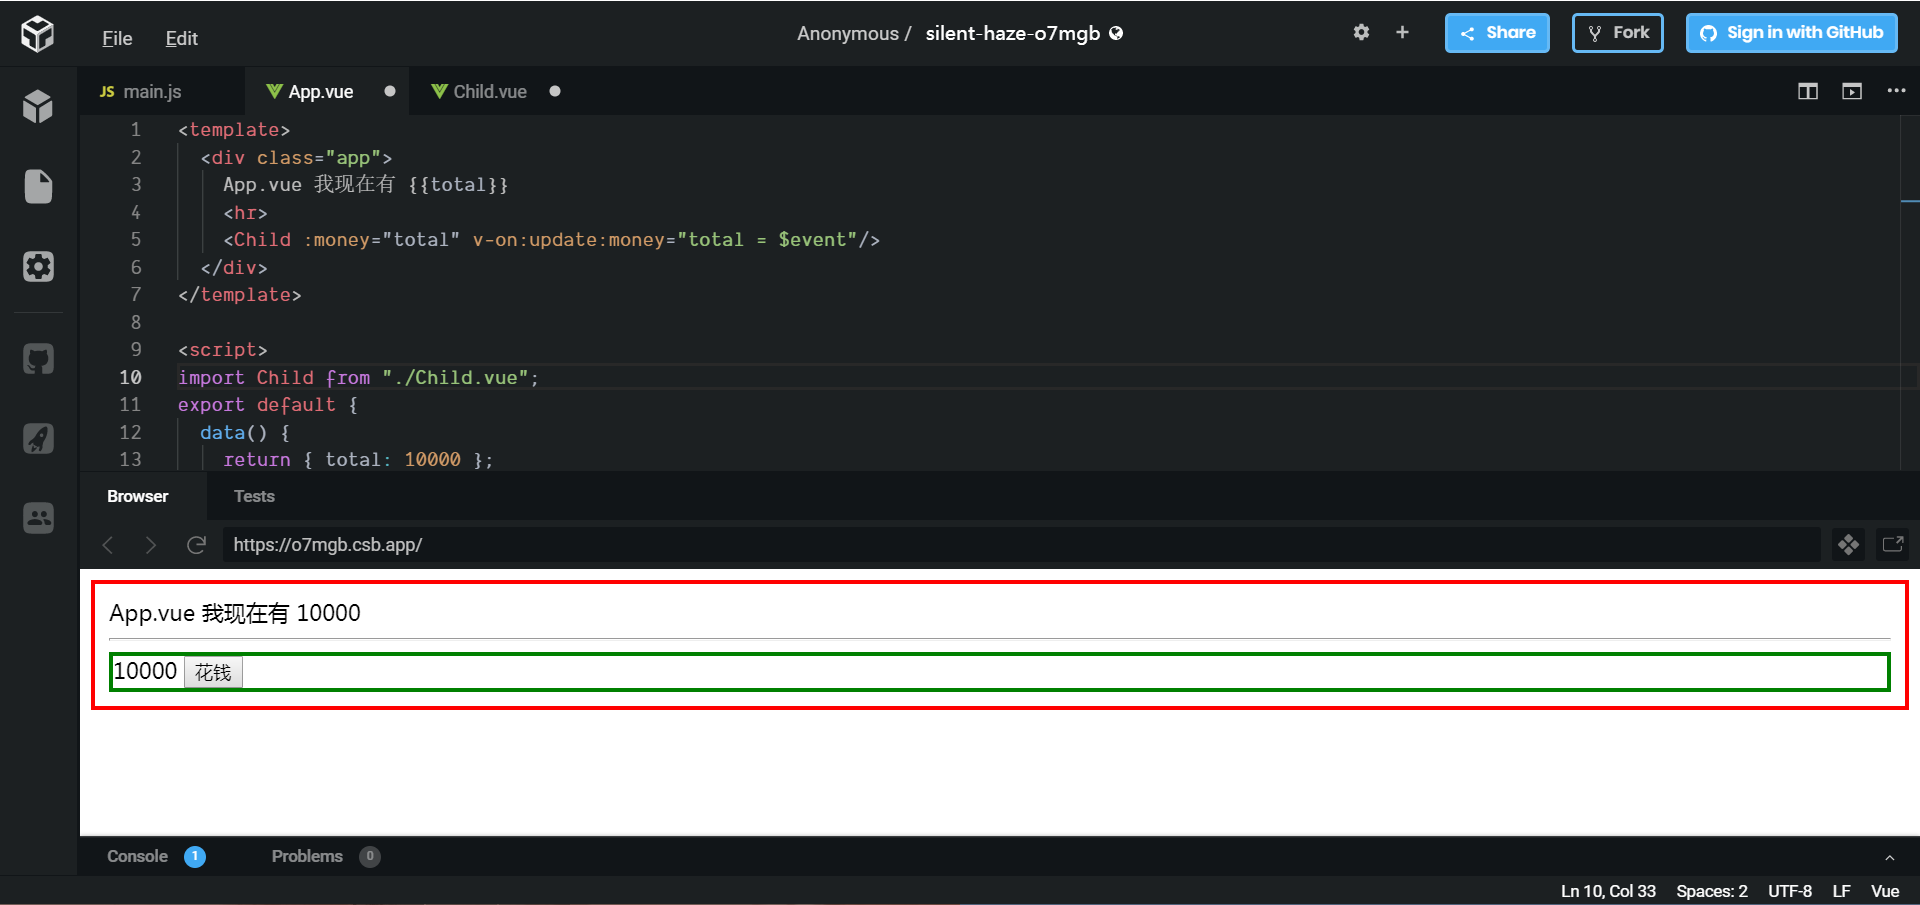 File Edit Anonymous / silent-haze-o7mgb Share Fork Sign in with GitHub
JS main.js App.vue Child.vue
1 <template>
2 <div class="app">
3 App.vue 我现在有 {{total}}
4 <hr>
5 <Child :money="total" v-on:update:money="total = $event"/>
6 </div>
7 </template>
8
9 <script>
10 import Child from "./Child.vue";
11 export default {
12 data() {
13 return { total: 10000 };
Browser Tests
https://o7mgb.csb.app/
App.vue 我现在有 10000
10000 花钱
Console 1 Problems 0
Ln 10, Col 33 Spaces: 2 UTF-8 LF Vue